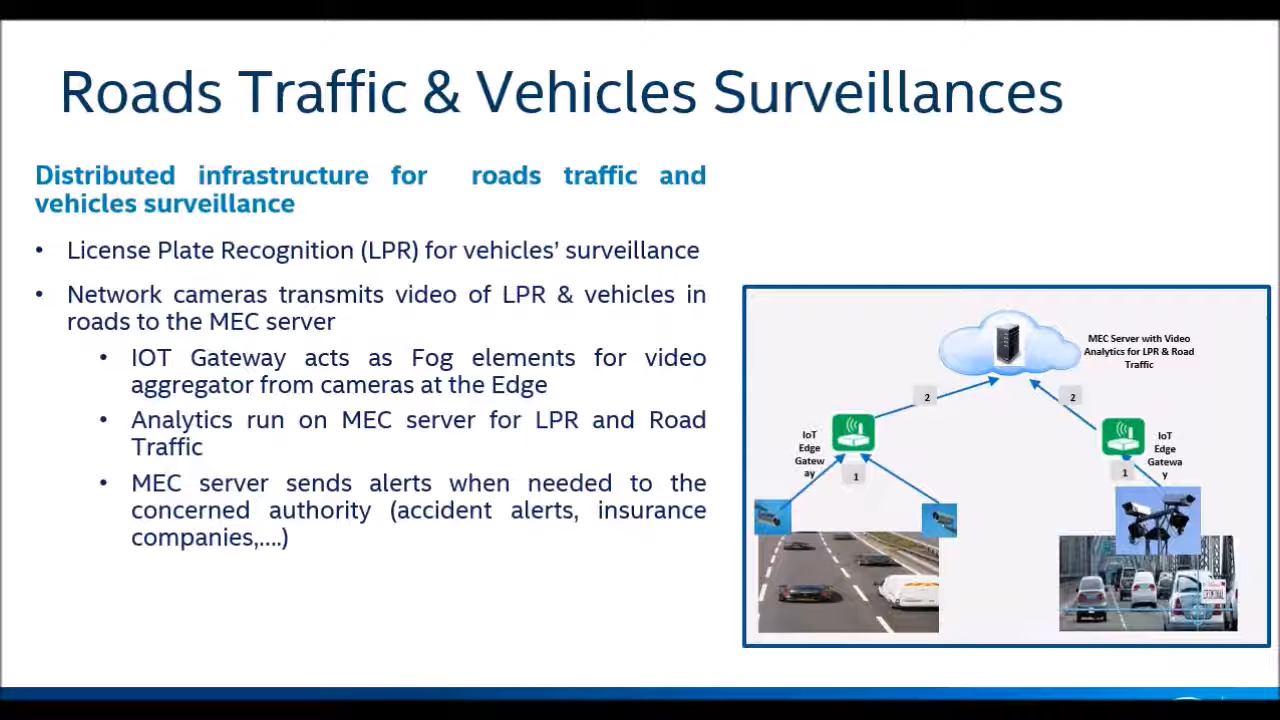 Roads Traffic & Vehicles Surveillances
Distributed infrastructure for roads traffic and
vehicles surveillance
• License Plate Recognition (LPR) for vehicles’ surveillance
• Network cameras transmits video of LPR & vehicles in
roads to the MEC server
• IOT Gateway acts as Fog elements for video
aggregator from cameras at the Edge
• Analytics run on MEC server for LPR and Road
Traffic
• MEC server sends alerts when needed to the
concerned authority (accident alerts, insurance
companies,....)
MEC Server with Video
Analytics for LPR & Road
Traffic
2
2
IoT
Edge
Gatew
ay
1
IoT
Edge
Gatewa
y
1
CRIMINAL